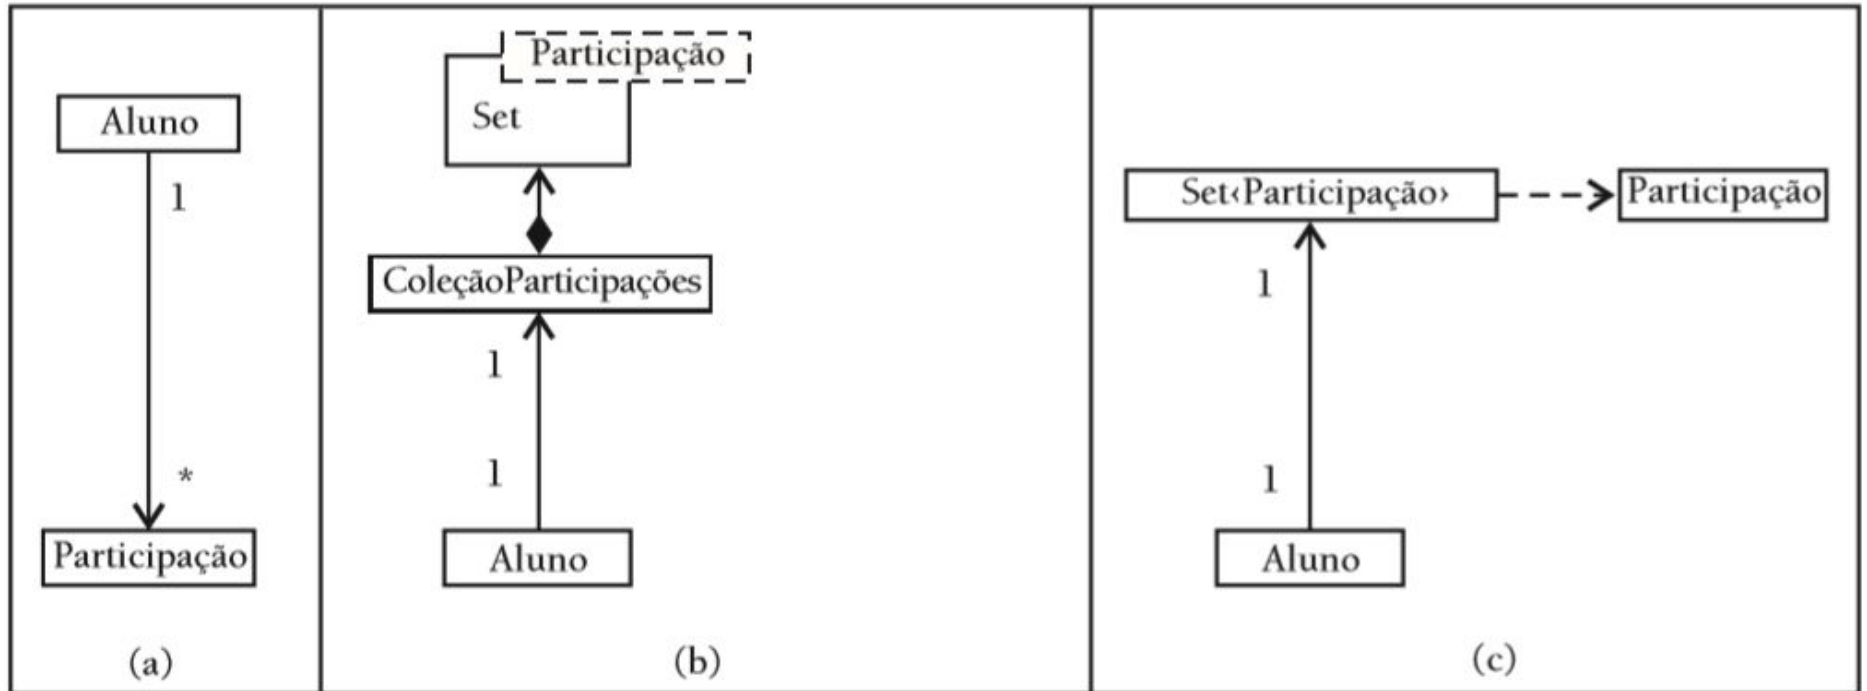 Aluno
1
*
Participação
(a)
Participação
Set
ColeçãoParticipações
1
1
Aluno
(b)
Set‹Participação›
Participação
1
1
Aluno
(c)